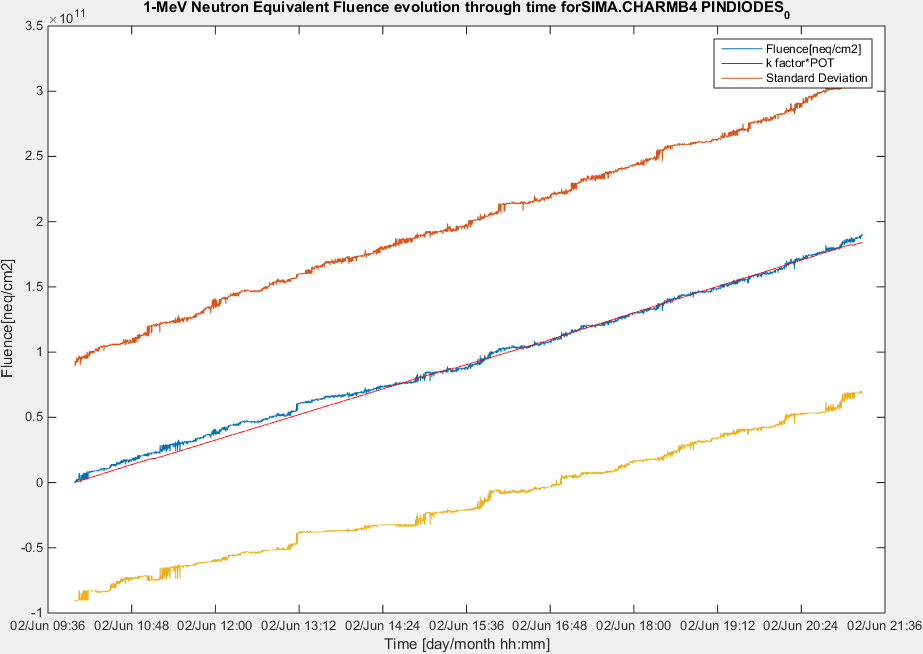 1-MeV Neutron Equivalent Fluence evolution through time forSIMA.CHARMB4 PINDIODES0
×10^11
Fluence[neq/cm2]
k factor*POT
Standard Deviation
3.5
3
2.5
2
1.5
1
0.5
0
-0.5
-1
Fluence[neq/cm2]
02/Jun 09:36 02/Jun 10:48 02/Jun 12:00 02/Jun 13:12 02/Jun 14:24 02/Jun 15:36 02/Jun 16:48 02/Jun 18:00 02/Jun 19:12 02/Jun 20:24 02/Jun 21:36
Time [day/month hh:mm]